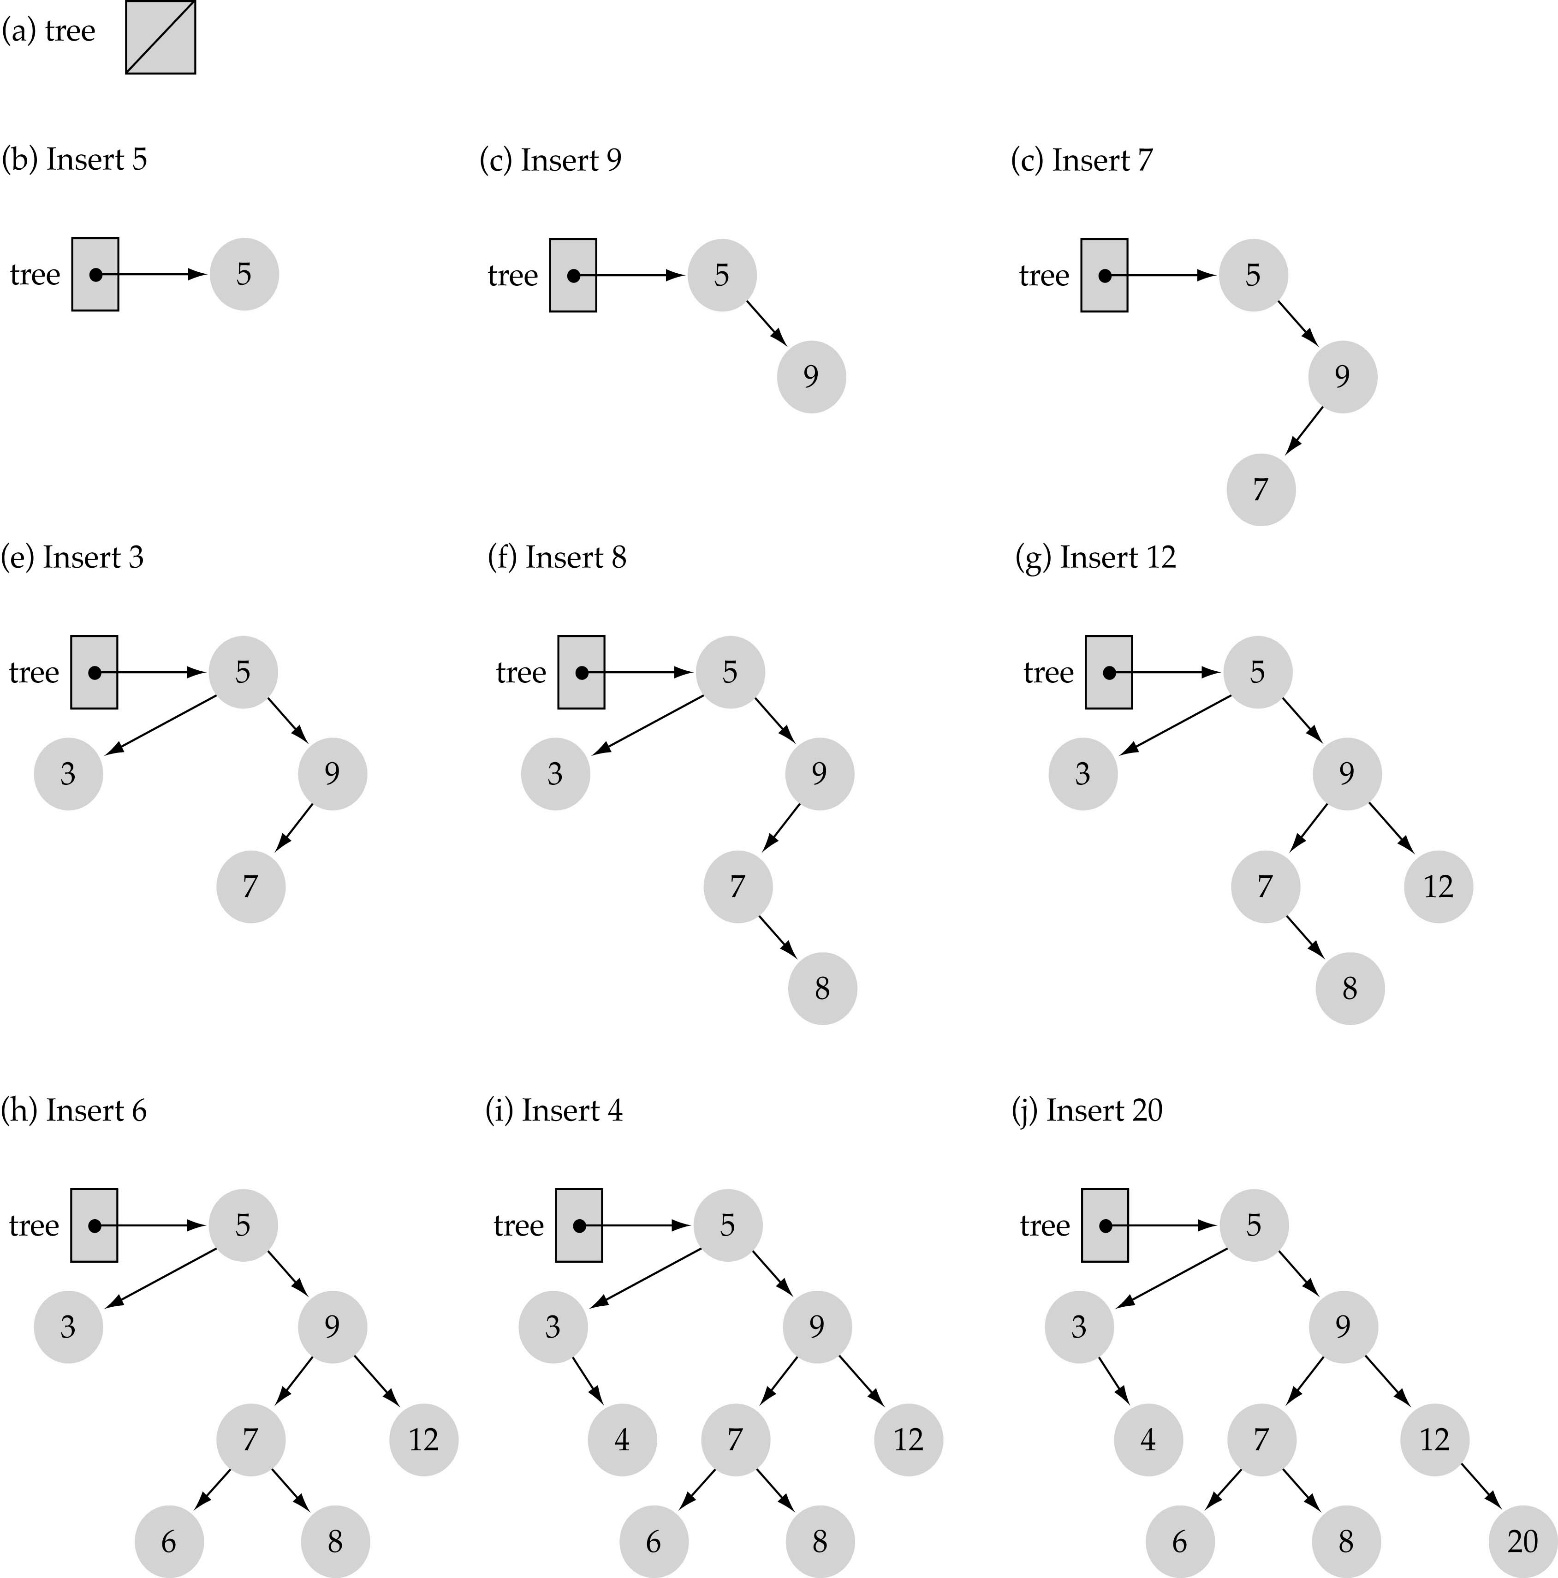 (a) tree
(b) Insert 5
(c) Insert 9
(c) Insert 7
tree 5
tree 5
9
tree 5
9
7
(e) Insert 3
(f) Insert 8
(g) Insert 12
tree 5
3 9
7
tree 5
3 9
7
8
tree 5
3 9
7 12
8
(h) Insert 6
(i) Insert 4
(j) Insert 20
tree 5
3 9
7 12
6 8
tree 5
3 9
4 7 12
6 8
tree 5
3 9
4 7 12
6 8 20